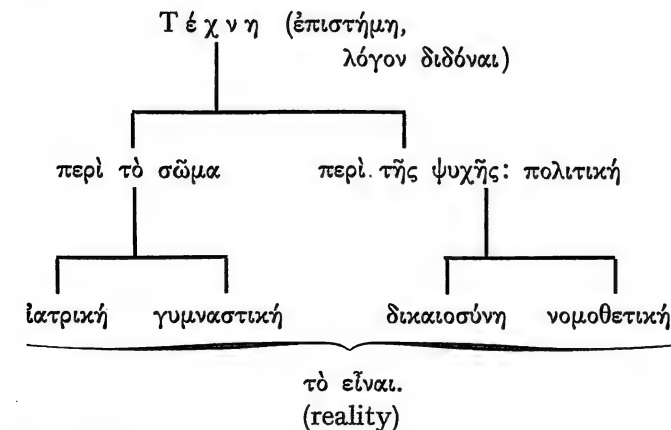 Τέχνη (ἐπιστήμη,
λόγον διδόναι)
περὶ τὸ σῶμα περὶ τῆς ψυχῆς: πολιτική
ἰατρική γυμναστική δικαιοσύνη νομοθετική
τὸ εἶναι.
(reality)